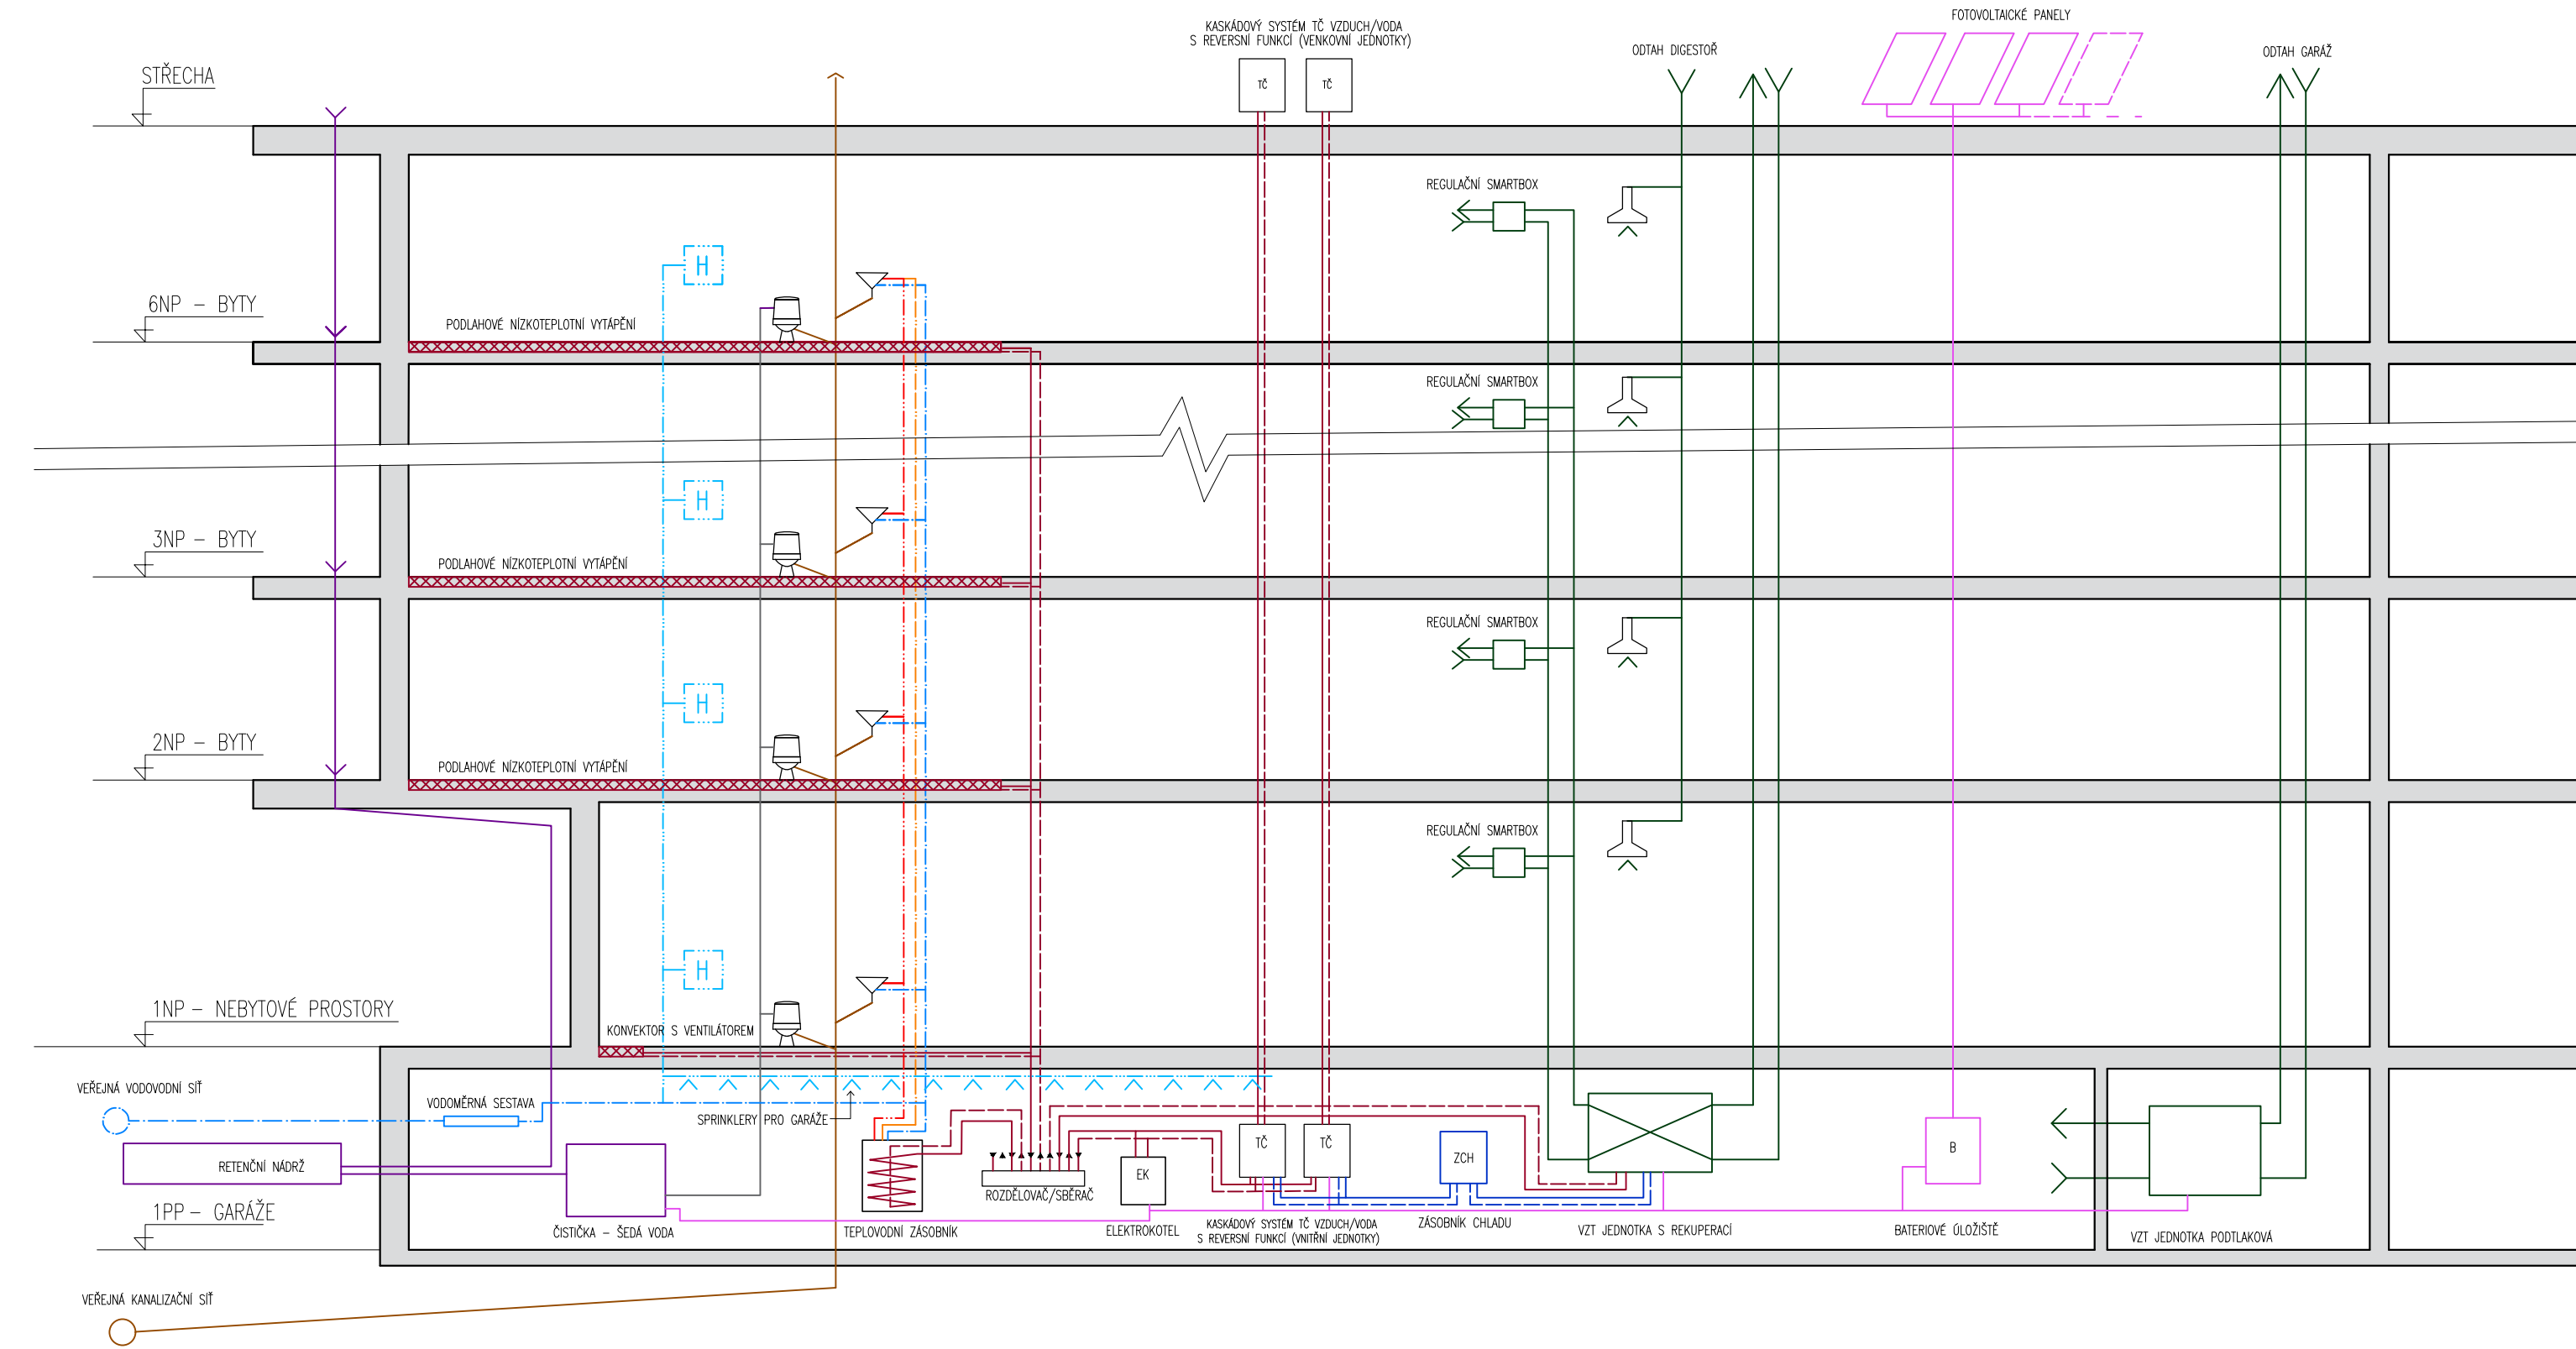 KASKÁDOVÝ SYSTÉM TČ VZDUCH/VODA
S REVERSNÍ FUNKCÍ (VENKOVNÍ JEDNOTKY)
FOTOVOLTAICKÉ PANELY
ODTAH DIGESTOŘ
ODTAH GARÁŽ
STŘECHA
TČ
TČ
REGULAČNÍ SMARTBOX
H
6NP – BYTY
PODLAHOVÉ NÍZKOTEPLOTNÍ VYTÁPĚNÍ
REGULAČNÍ SMARTBOX
H
3NP – BYTY
PODLAHOVÉ NÍZKOTEPLOTNÍ VYTÁPĚNÍ
REGULAČNÍ SMARTBOX
H
2NP – BYTY
PODLAHOVÉ NÍZKOTEPLOTNÍ VYTÁPĚNÍ
REGULAČNÍ SMARTBOX
H
1NP – NEBYTOVÉ PROSTORY
KONVEKTOR S VENTILÁTOREM
VEŘEJNÁ VODOVODNÍ SÍŤ
VODOMĚRNÁ SESTAVA
SPRINKLERY PRO GARÁŽE
RETENČNÍ NÁDRŽ
TČ
TČ
ZCH
EK
B
ROZDĚLOVAČ/SBĚRAČ
1PP – GARÁŽE
ČISTIČKA – ŠEDÁ VODA
TEPLOVODNÍ ZÁSOBNÍK
ELEKTROKOTEL
KASKÁDOVÝ SYSTÉM TČ VZDUCH/VODA
S REVERSNÍ FUNKCÍ (VNITŘNÍ JEDNOTKY)
ZÁSOBNÍK CHLADU
VZT JEDNOTKA S REKUPERACÍ
BATERIOVÉ ÚLOŽIŠTĚ
VZT JEDNOTKA PODTLAKOVÁ
VEŘEJNÁ KANALIZAČNÍ SÍŤ